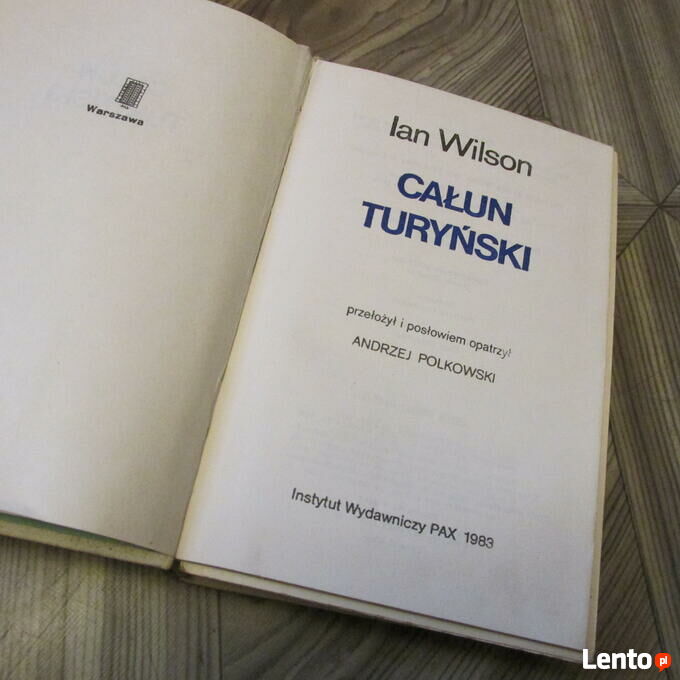 Warszawa
Ian Wilson
CAŁUN
TURYŃSKI
przełożył i posłowiem opatrzył
ANDRZEJ POLKOWSKI
Instytut Wydawniczy PAX 1983
Lento.pl